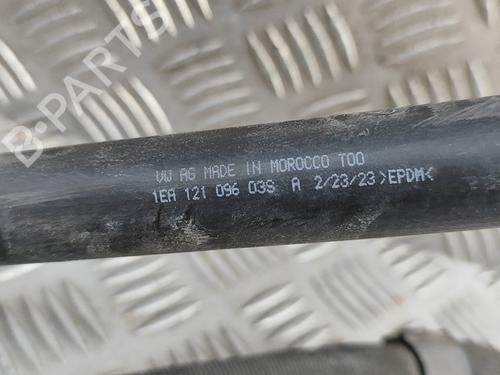 B-PARTS
VW AG MADE IN MOROCCO TOO
1EA 121 096 03S A 2/23/23 >EPDM<